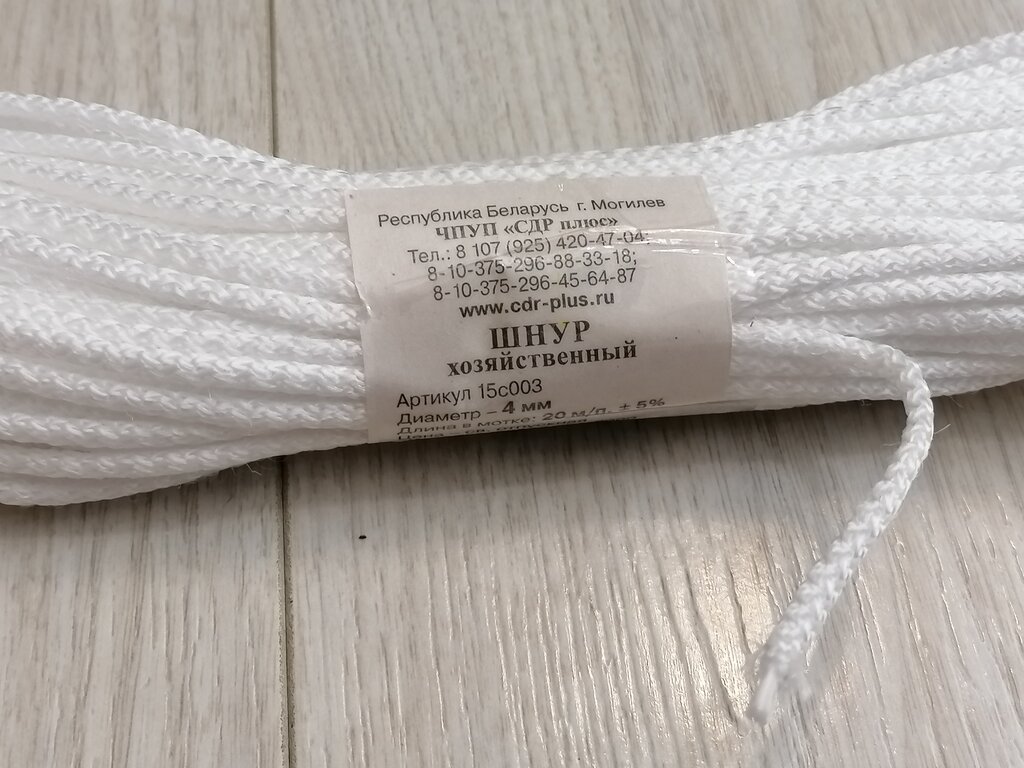 Республика Беларусь г. Могилев
ЧПУП «СДР плюс»
Тел.: 8 107 (925) 420-47-04;
8-10-375-296-88-33-18;
8-10-375-296-45-64-87
www.cdr-plus.ru
ШНУР
хозяйственный
Артикул 15с003
Диаметр – 4 мм
Длина в мотке: 20 м/п. ± 5%
Цена –